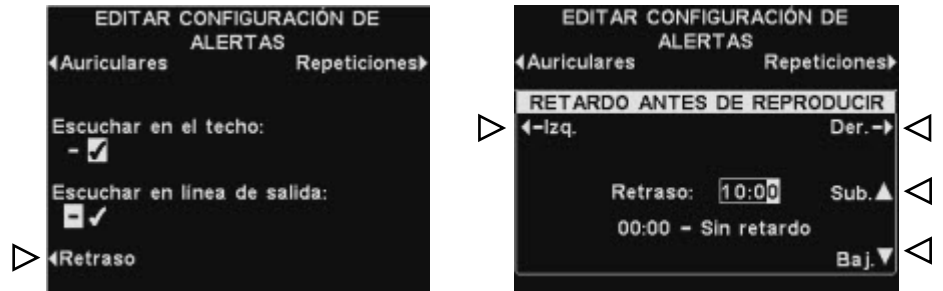 EDITAR CONFIGURACIÓN DE
ALERTAS
Auriculares Repeticiones
Escuchar en el techo:
- ✓
Escuchar en línea de salida:
- ✓
Retraso
EDITAR CONFIGURACIÓN DE
ALERTAS
Auriculares Repeticiones
RETARDO ANTES DE REPRODUCIR
-Izq. Der.-
Retraso: 10:00 Sub.
00:00 - Sin retardo
Baj.